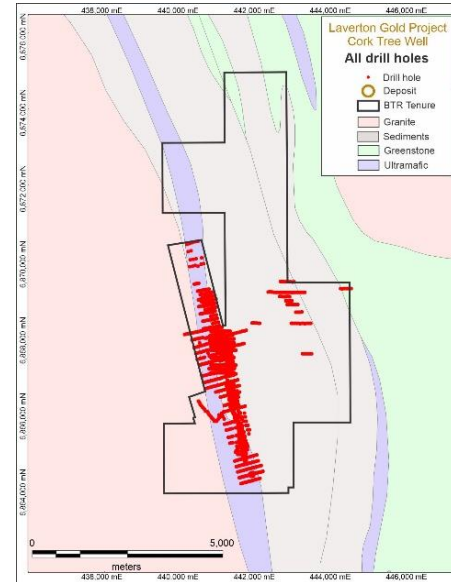 438,000 mE 440,000 mE 442,000 mE 444,000 mE 446,000 mE
Laverton Gold Project
Cork Tree Well
All drill holes
Drill hole
Deposit
BTR Tenure
Granite
Sediments
Greenstone
Ultramafic
6,876,000 mN
6,874,000 mN
6,872,000 mN
6,870,000 mN
6,868,000 mN
6,866,000 mN
6,864,000 mN
0 5,000
meters
438,000 mE 440,000 mE 442,000 mE 444,000 mE 446,000 mE